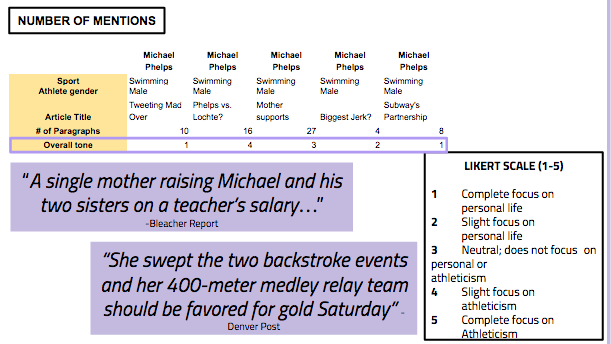 NUMBER OF MENTIONS
Michael Phelps Michael Phelps Michael Phelps Michael Phelps Michael Phelps
Sport Swimming Swimming Swimming Swimming Swimming
Athlete gender Male Male Male Male Male
Article Title Tweeting Mad Over Phelps vs. Lochte? Mother supports Biggest Jerk? Subway's Partnership
# of Paragraphs 10 16 27 4 8
Overall tone 1 4 3 2 1
"A single mother raising Michael and his
two sisters on a teacher's salary…"
-Bleacher Report
"She swept the two backstroke events
and her 400-meter medley relay team
should be favored for gold Saturday" -
Denver Post
LIKERT SCALE (1-5)
1 Complete focus on
personal life
2 Slight focus on
personal life
3 Neutral; does not focus on
personal or
athleticism
4 Slight focus on
athleticism
5 Complete focus on
Athleticism